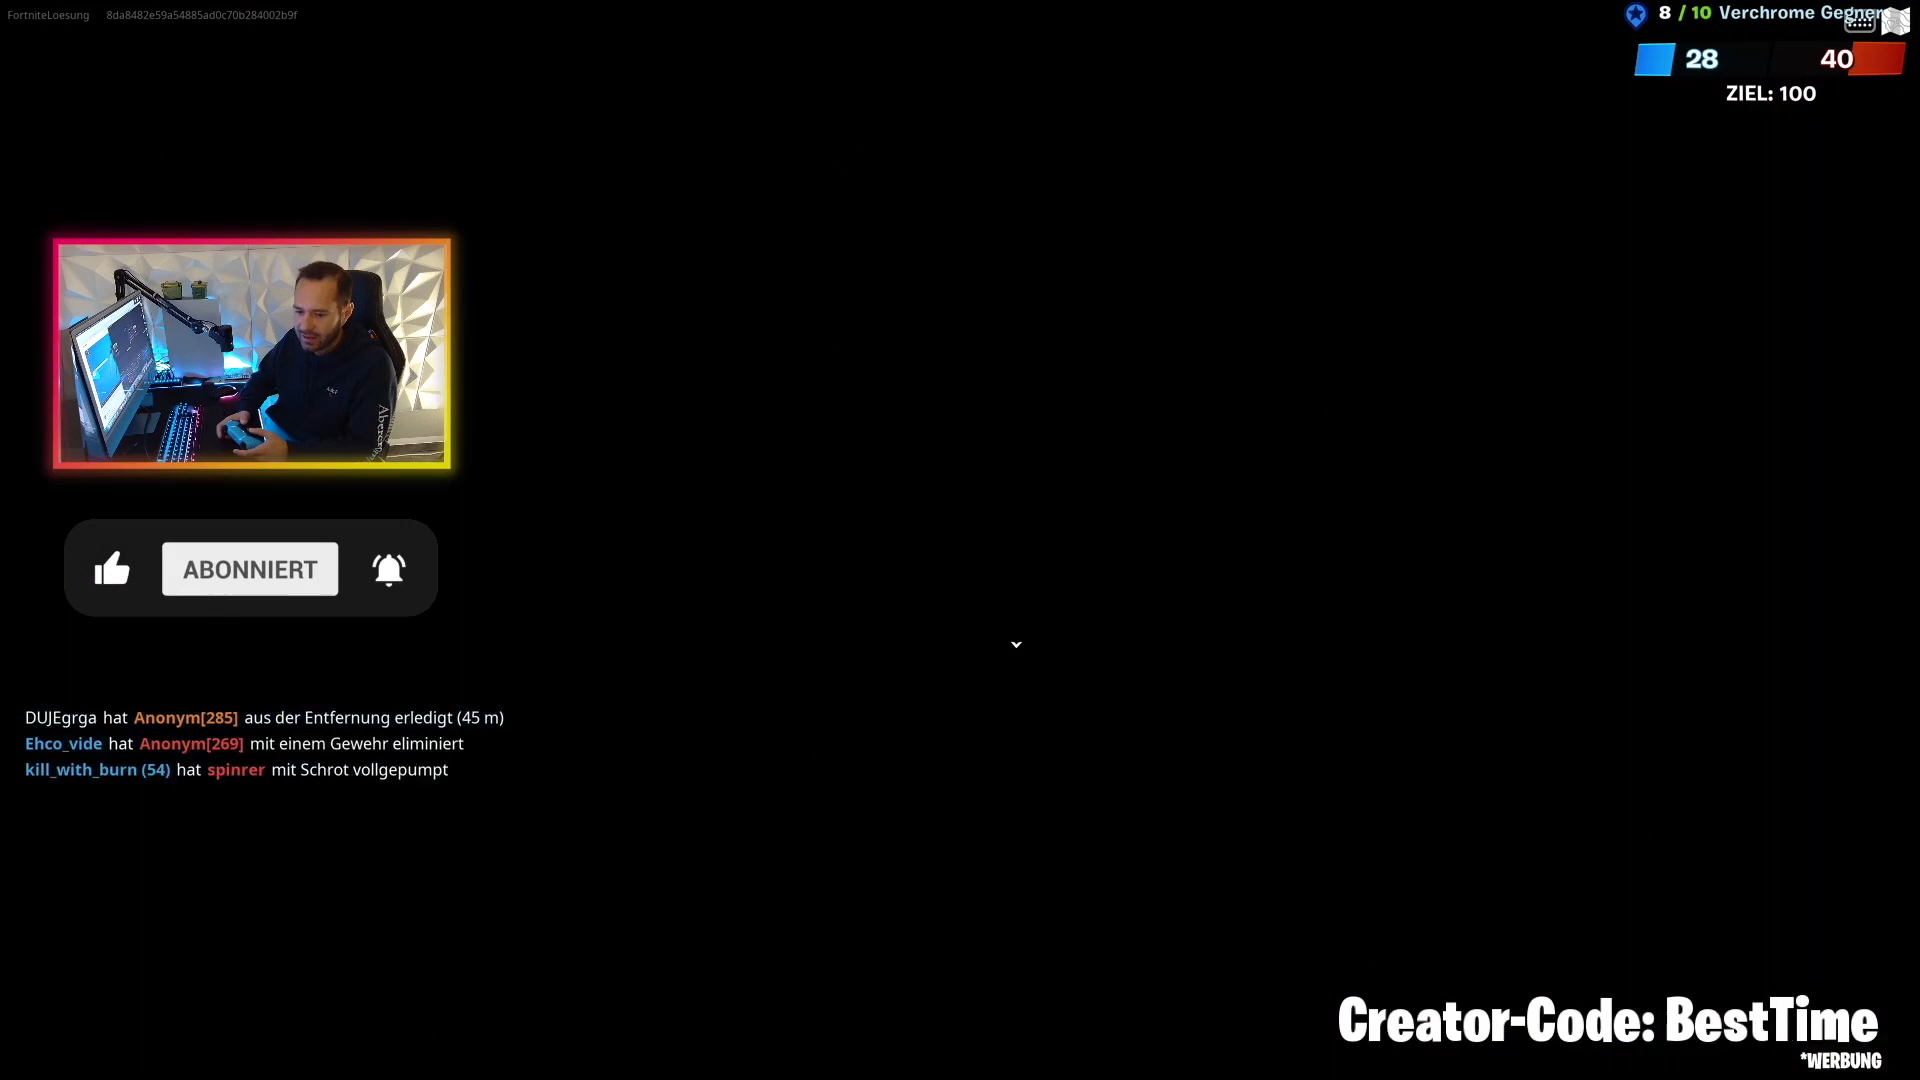 FortniteLoesung 8da8482e59a54885ad0c70b284002b9f
8 / 10 Verchrome Gegner
28 40
ZIEL: 100
ABONNIERT
DUJEgrga hat Anonym[285] aus der Entfernung erledigt (45 m)
Ehco_vide hat Anonym[269] mit einem Gewehr eliminiert
kill_with_burn (54) hat spinrer mit Schrot vollgepumpt
Creator-Code: BestTime
*WERBUNG